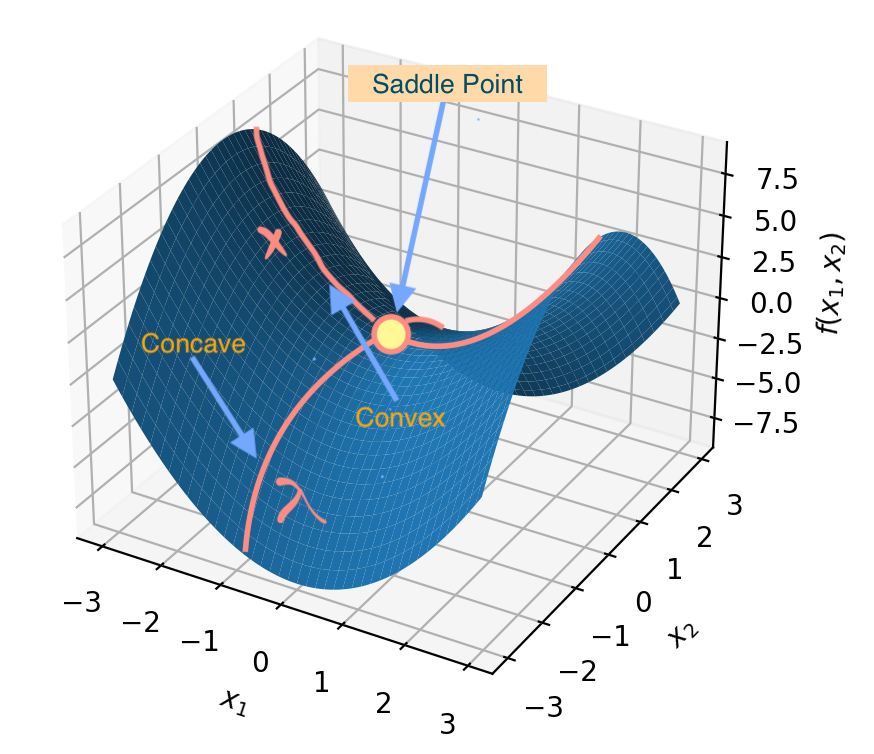 Saddle Point
x
Concave
Convex
λ
7.5
5.0
2.5
0.0
−2.5
−5.0
−7.5
f(x₁, x₂)
−3
−2
−1
0
1
2
3
x₁
3
2
1
0
−1
−2
−3
x₂